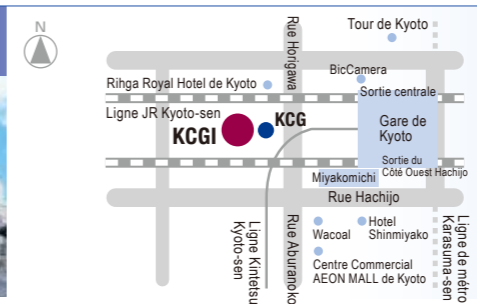 N
Rue Horigawa
Tour de Kyoto
BicCamera
Rihga Royal Hotel de Kyoto
Sortie centrale
Ligne JR Kyoto-sen
KCGI
KCG
Gare de
Kyoto
Sortie du
Côté Ouest Hachijo
Miyakomichi
Rue Hachijo
Ligne Kintetsu
Kyoto-sen
Rue Aburanoko
Wacoal
Hotel
Shinmiyako
Centre Commercial
AEON MALL de Kyoto
Ligne de métro
Karasuma-sen